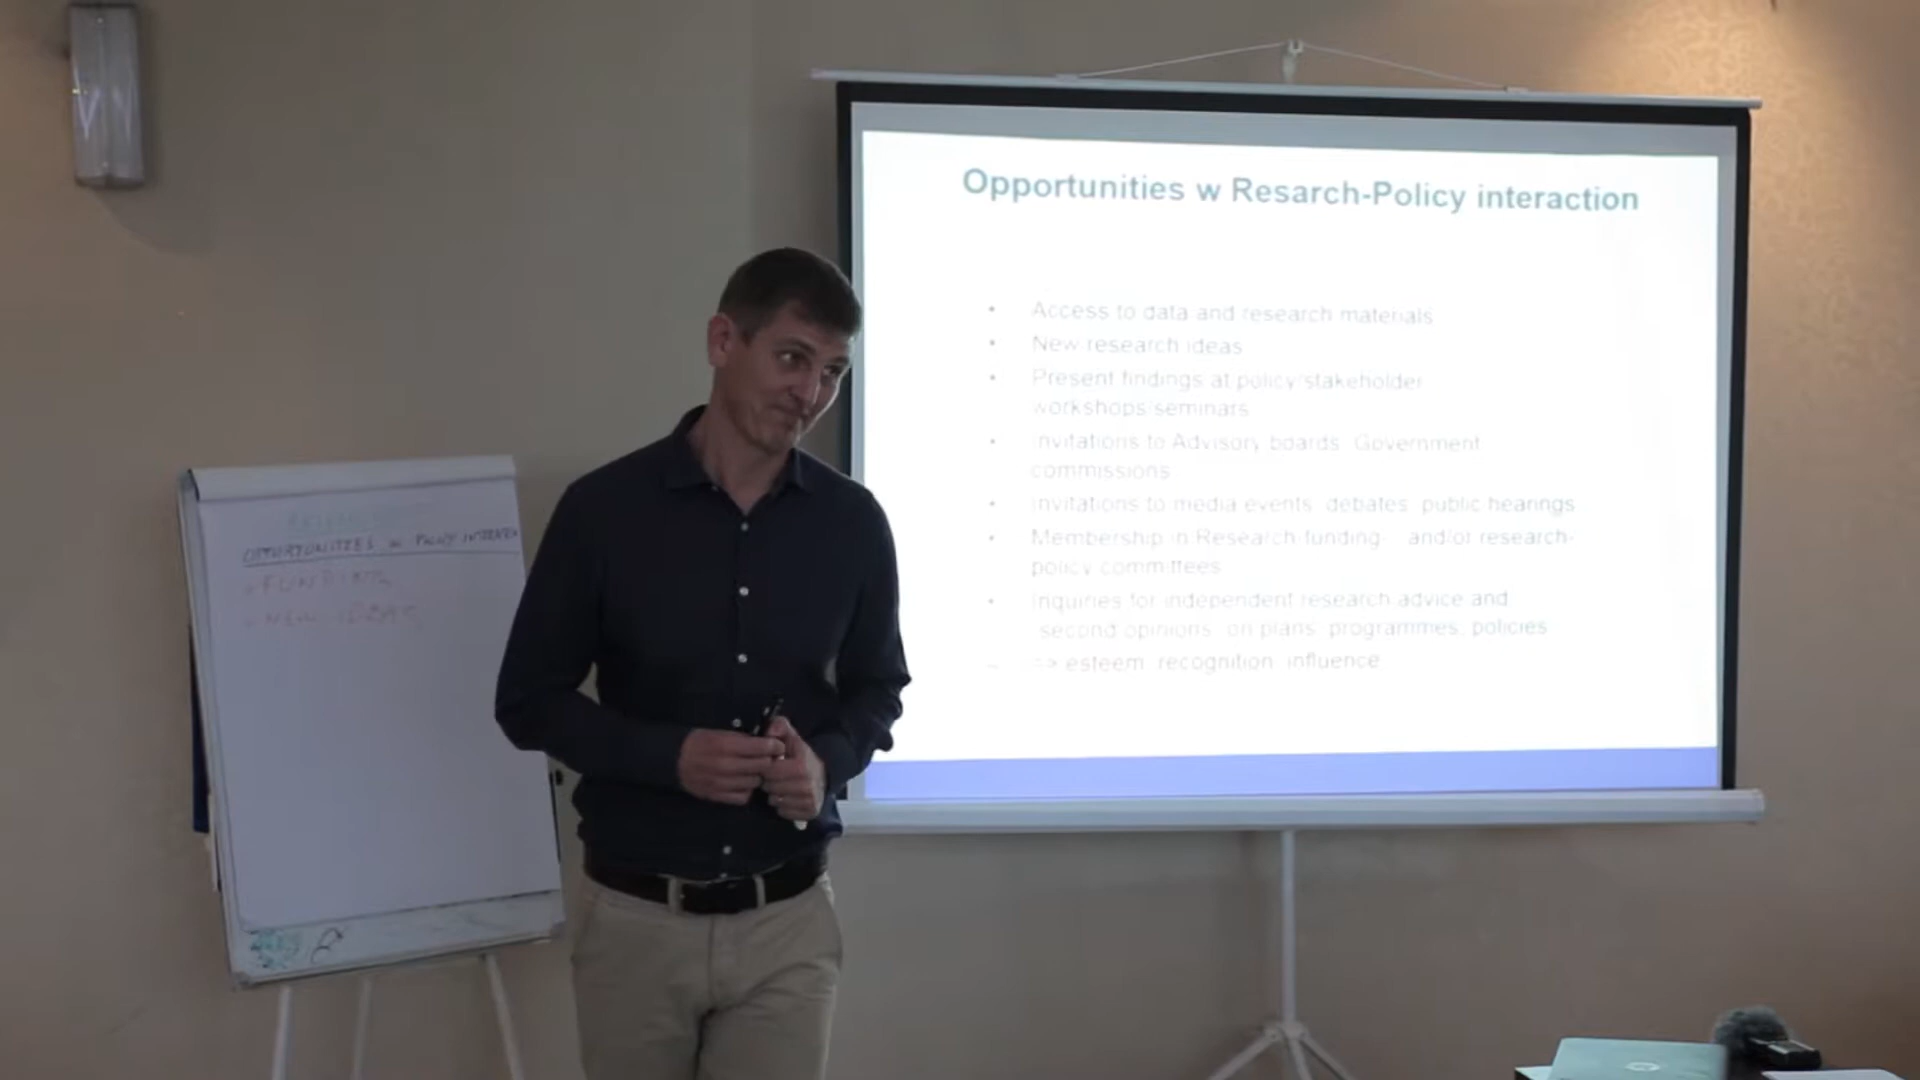 Opportunities w Resarch-Policy interaction
• Access to data and research materials
• New research ideas
• Present findings at policy/stakeholder
workshops/seminars
• Invitations to Advisory boards, Government
commissions
• Invitations to media events, debates, public hearings
• Membership in Research-funding- and/or research-
policy committees
• Inquiries for independent research advice and
"second opinions" on plans, programmes, policies
– => esteem, recognition, influence
OPPORTUNITIES w POLICY
FUNDING
NEW IDEAS